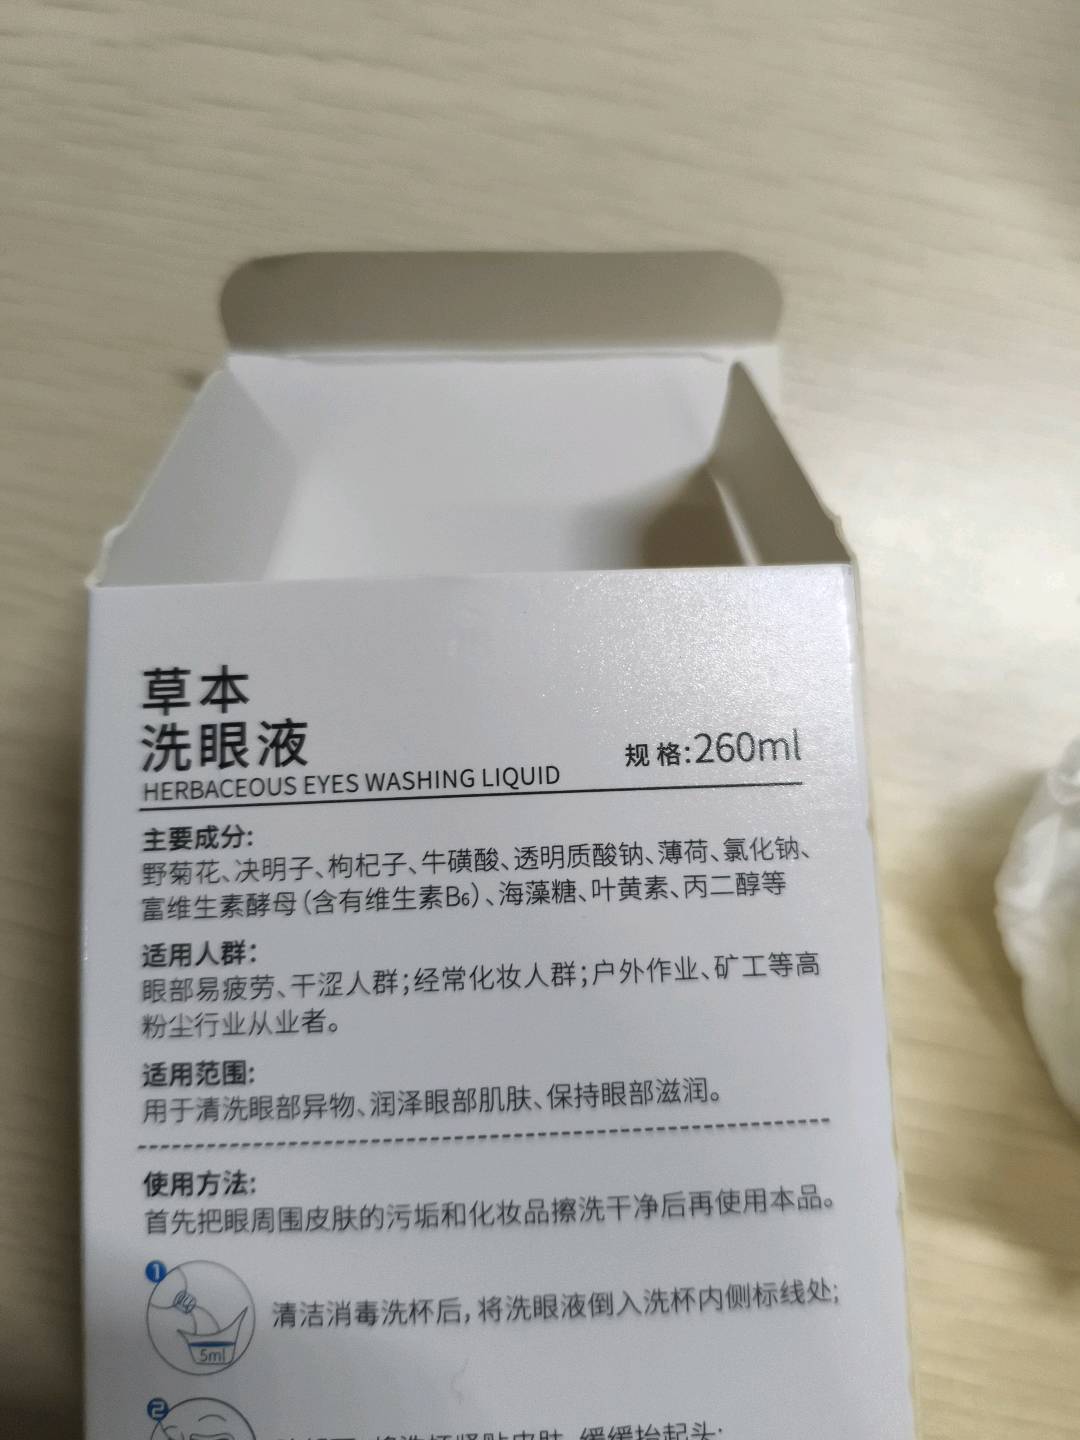 草本
洗眼液
规格:260ml
HERBACEOUS EYES WASHING LIQUID
主要成分:
野菊花、决明子、枸杞子、牛磺酸、透明质酸钠、薄荷、氯化钠、
富维生素酵母(含有维生素B₆)、海藻糖、叶黄素、丙二醇等
适用人群:
眼部易疲劳、干涩人群;经常化妆人群;户外作业、矿工等高
粉尘行业从业者。
适用范围:
用于清洗眼部异物、润泽眼部肌肤、保持眼部滋润。
使用方法:
首先把眼周围皮肤的污垢和化妆品擦洗干净后再使用本品。
1
清洁消毒洗杯后,将洗眼液倒入洗杯内侧标线处;
5ml
2
缓缓抬起头;